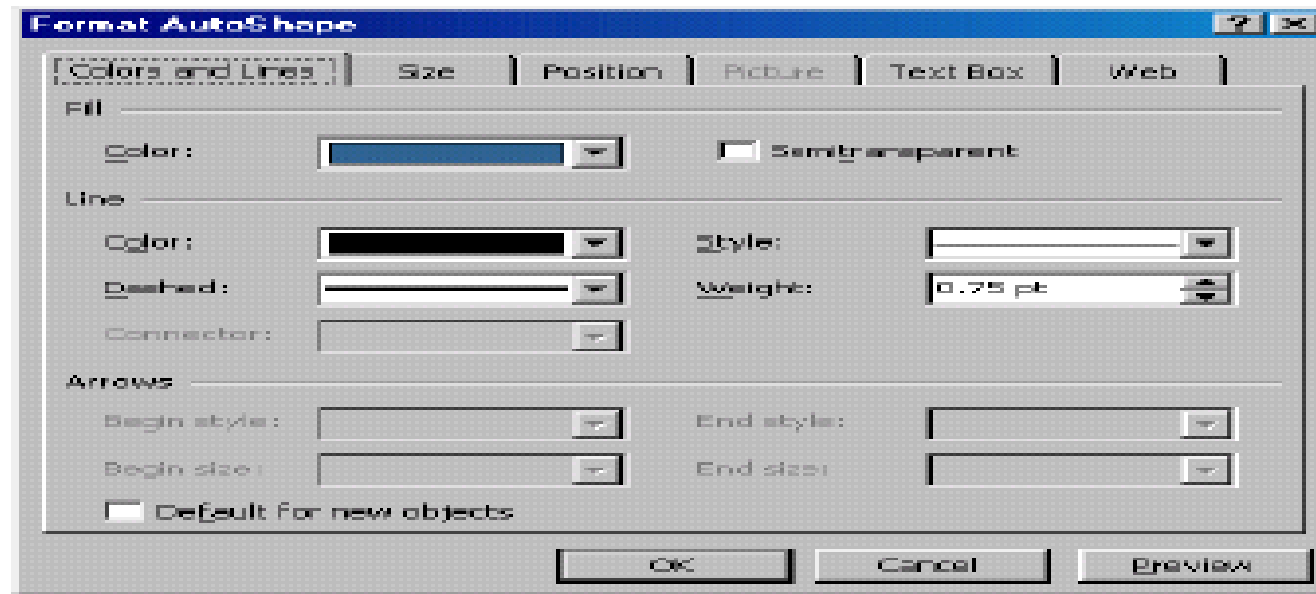 Format AutoShape
Colors and Lines Size Position Picture Text Box Web
Fill
Color: Semitransparent
Line
Color: Style:
Dashed: Weight: 0.75 pt
Connector:
Arrows
Begin style: End style:
Begin size: End size:
Default for new objects
OK Cancel Preview